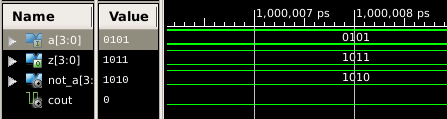 Name Value 1,000,007 ps 1,000,008 ps
a[3:0] 0101 0101
z[3:0] 1011 1011
not_a[3: 1010 1010
cout 0